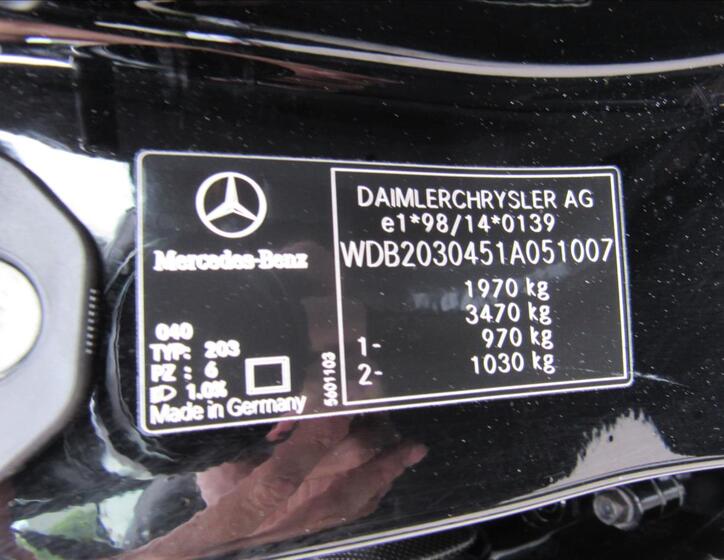 Mercedes-Benz
040
TYP: 203
PZ : 6
1.0%
Made in Germany
5601103
DAIMLERCHRYSLER AG
e1*98/14*0139
WDB2030451A051007
1970 kg
3470 kg
1- 970 kg
2- 1030 kg